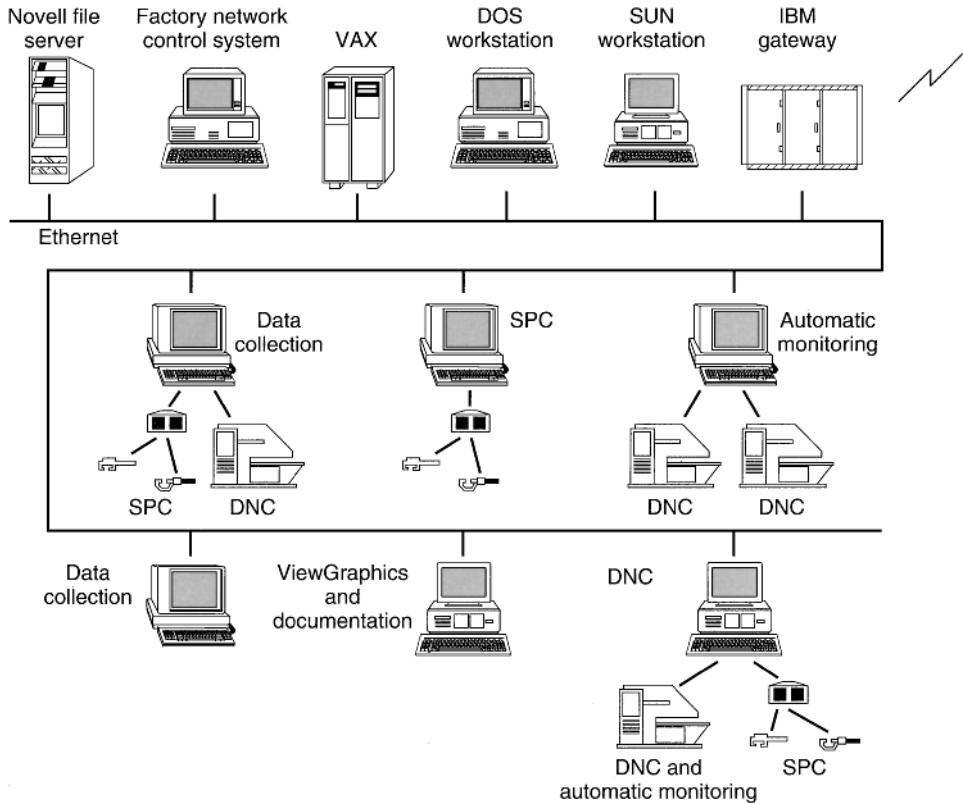 Novell file
server
Factory network
control system
VAX
DOS
workstation
SUN
workstation
IBM
gateway
Ethernet
Data
collection
SPC
Automatic
monitoring
SPC
DNC
DNC
DNC
Data
collection
ViewGraphics
and
documentation
DNC
DNC and
automatic monitoring
SPC